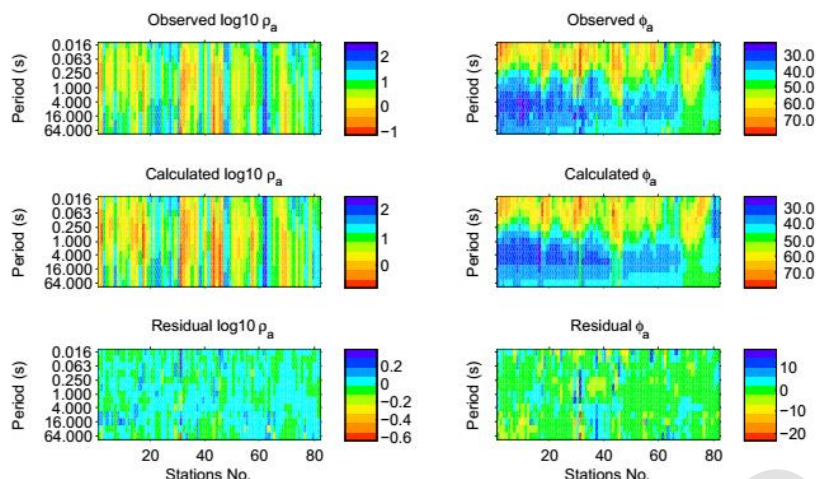 Observed log10 ρa
Period (s)
0.016
0.063
0.250
1.000
4.000
16.000
64.000
2
1
0
−1
Observed ϕa
Period (s)
30.0
40.0
50.0
60.0
70.0
Calculated log10 ρa
Period (s)
0.016
0.063
0.250
1.000
4.000
16.000
64.000
2
1
0
Calculated ϕa
Period (s)
30.0
40.0
50.0
60.0
70.0
Residual log10 ρa
Period (s)
0.016
0.063
0.250
1.000
4.000
16.000
64.000
20 40 60 80
Stations No.
0.2
0
−0.2
−0.4
−0.6
Residual ϕa
Period (s)
20 40 60 80
Stations No.
10
0
−10
−20